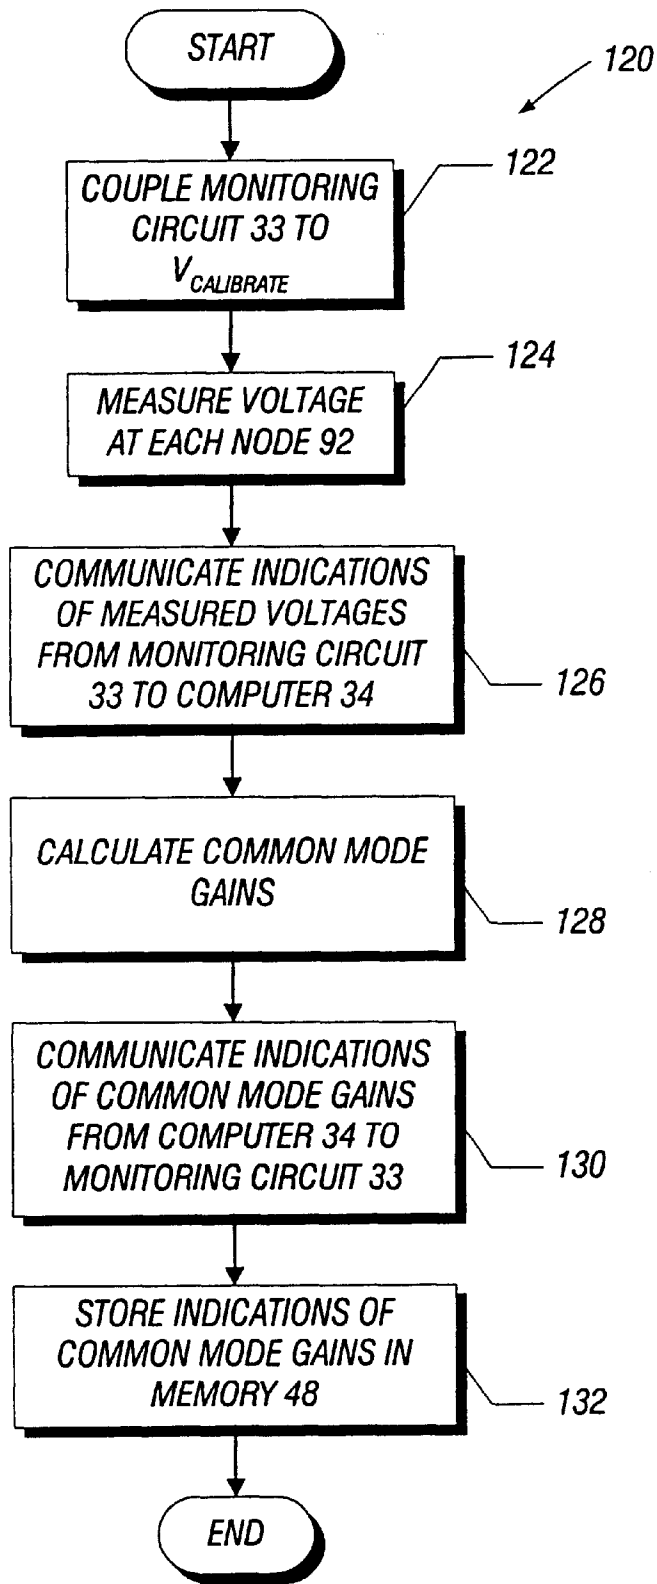 START
120
COUPLE MONITORING
CIRCUIT 33 TO
VCALIBRATE
122
MEASURE VOLTAGE
AT EACH NODE 92
124
COMMUNICATE INDICATIONS
OF MEASURED VOLTAGES
FROM MONITORING CIRCUIT
33 TO COMPUTER 34
126
CALCULATE COMMON MODE
GAINS
128
COMMUNICATE INDICATIONS
OF COMMON MODE GAINS
FROM COMPUTER 34 TO
MONITORING CIRCUIT 33
130
STORE INDICATIONS OF
COMMON MODE GAINS IN
MEMORY 48
132
END